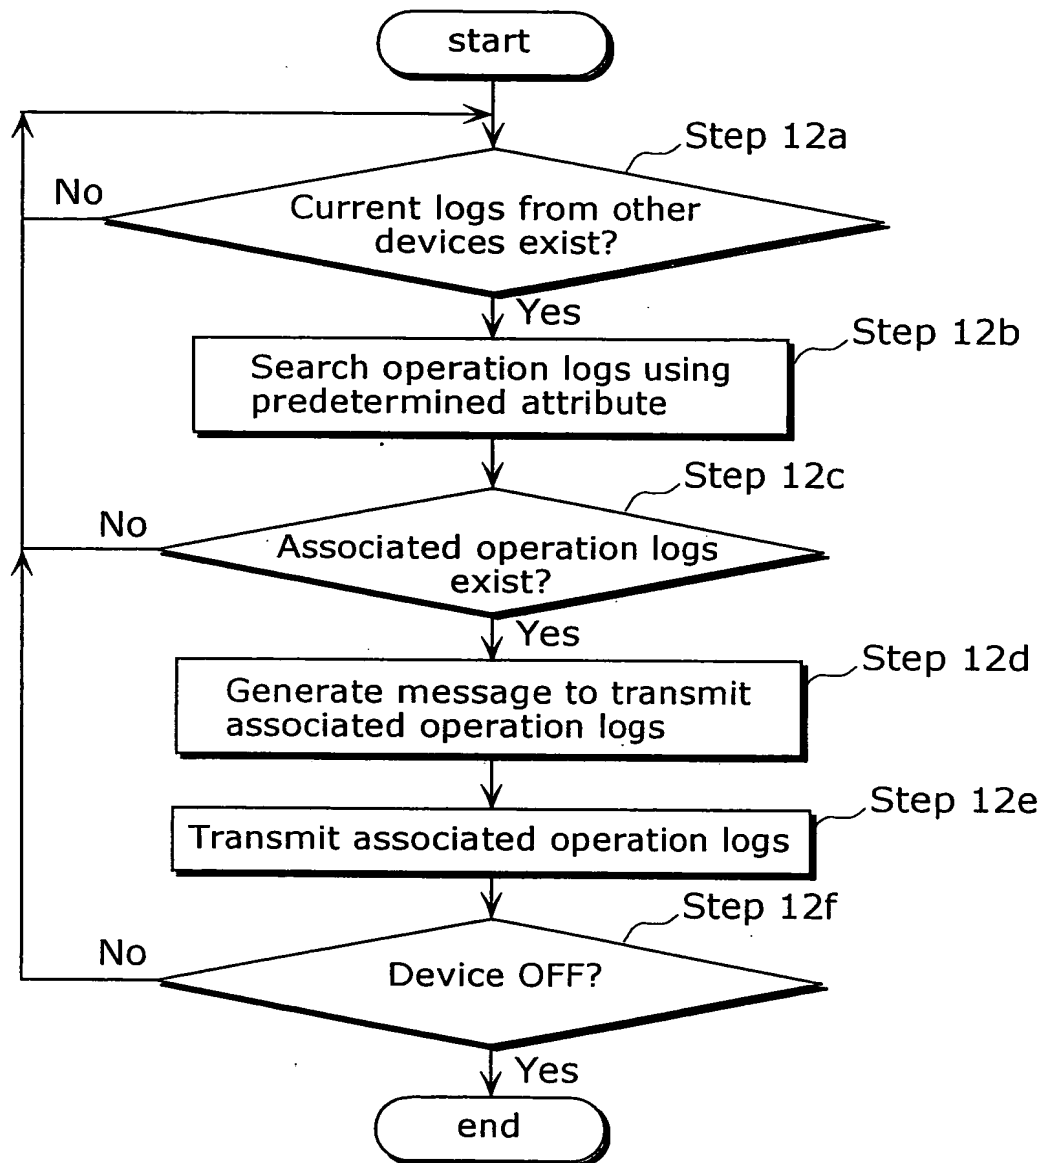 start
Step 12a
No
Current logs from other
devices exist?
Yes
Step 12b
Search operation logs using
predetermined attribute
Step 12c
No
Associated operation logs
exist?
Yes
Step 12d
Generate message to transmit
associated operation logs
Step 12e
Transmit associated operation logs
Step 12f
No
Device OFF?
Yes
end